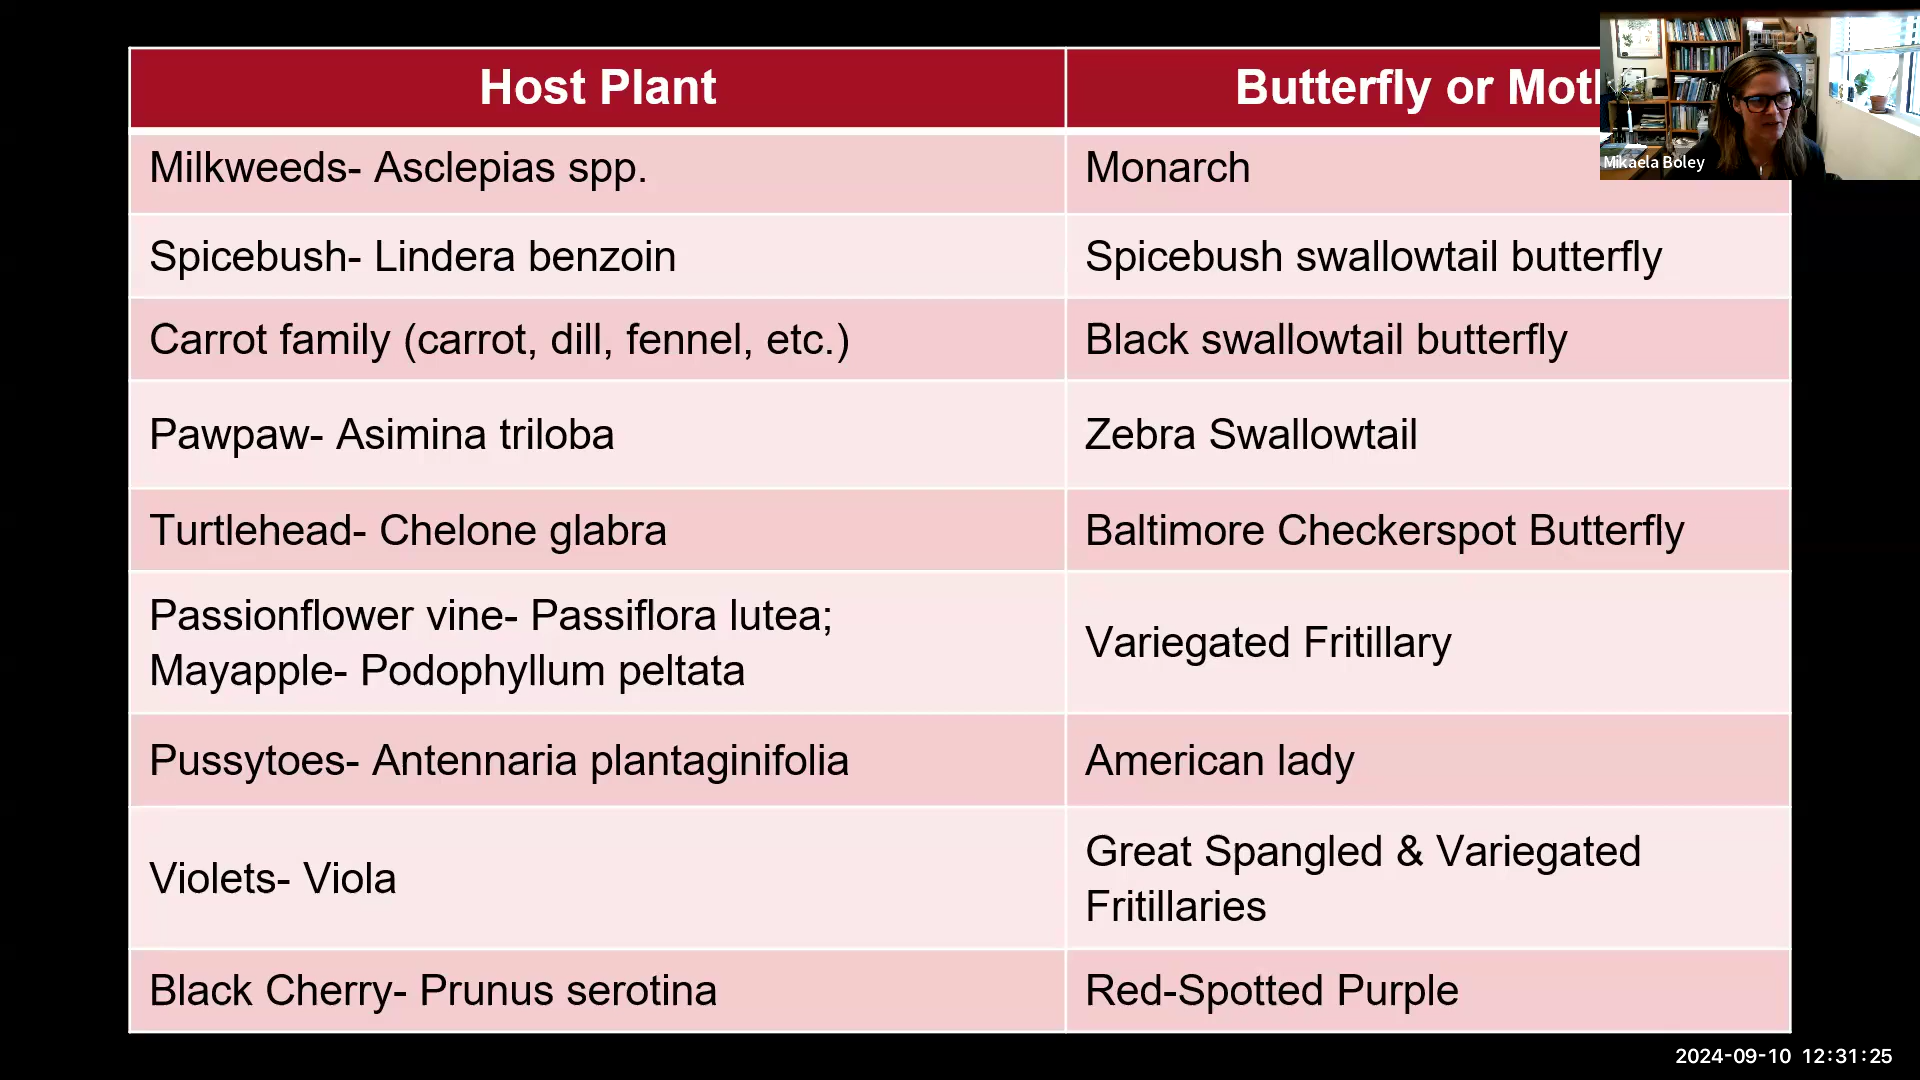 Host Plant
Butterfly or Mot
Mikaela Boley
Milkweeds- Asclepias spp.
Monarch
Spicebush- Lindera benzoin
Spicebush swallowtail butterfly
Carrot family (carrot, dill, fennel, etc.)
Black swallowtail butterfly
Pawpaw- Asimina triloba
Zebra Swallowtail
Turtlehead- Chelone glabra
Baltimore Checkerspot Butterfly
Passionflower vine- Passiflora lutea;
Mayapple- Podophyllum peltata
Variegated Fritillary
Pussytoes- Antennaria plantaginifolia
American lady
Violets- Viola
Great Spangled & Variegated
Fritillaries
Black Cherry- Prunus serotina
Red-Spotted Purple
2024-09-10 12:31:25